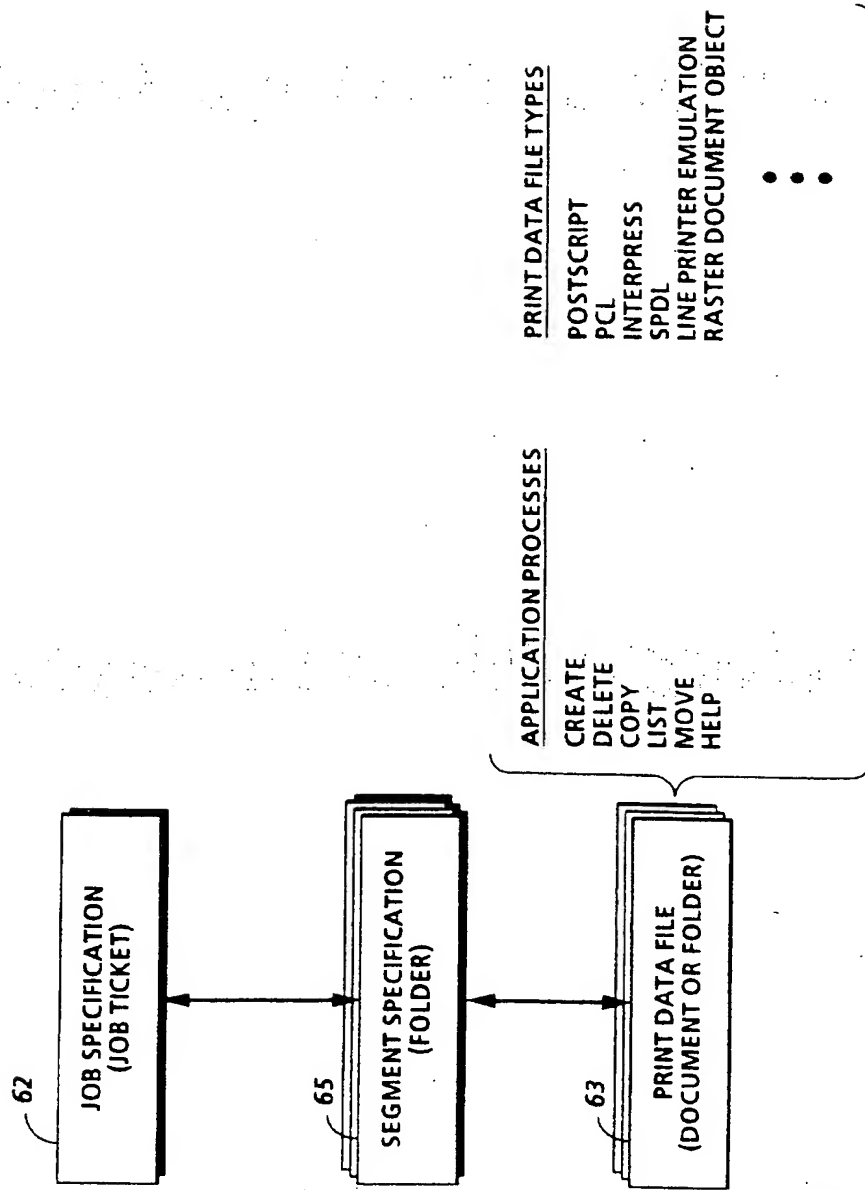 62
JOB SPECIFICATION
(JOB TICKET)
65
SEGMENT SPECIFICATION
(FOLDER)
63
PRINT DATA FILE
(DOCUMENT OR FOLDER)
APPLICATION PROCESSES
CREATE
DELETE
COPY
LIST
MOVE
HELP
PRINT DATA FILE TYPES
POSTSCRIPT
PCL
INTERPRESS
SPDL
LINE PRINTER EMULATION
RASTER DOCUMENT OBJECT